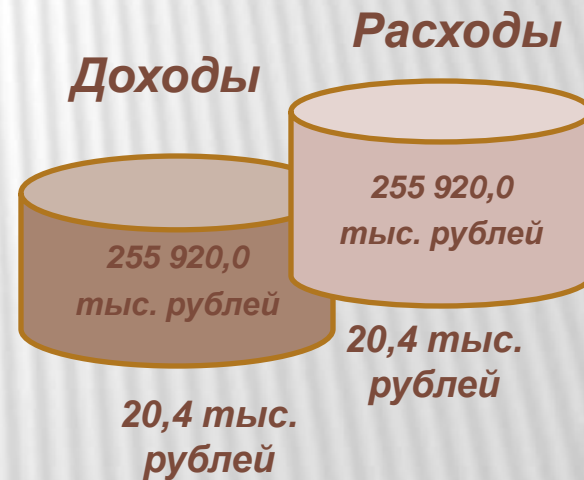 Доходы
255 920,0
тыс. рублей
20,4 тыс.
рублей
Расходы
255 920,0
тыс. рублей
20,4 тыс.
рублей